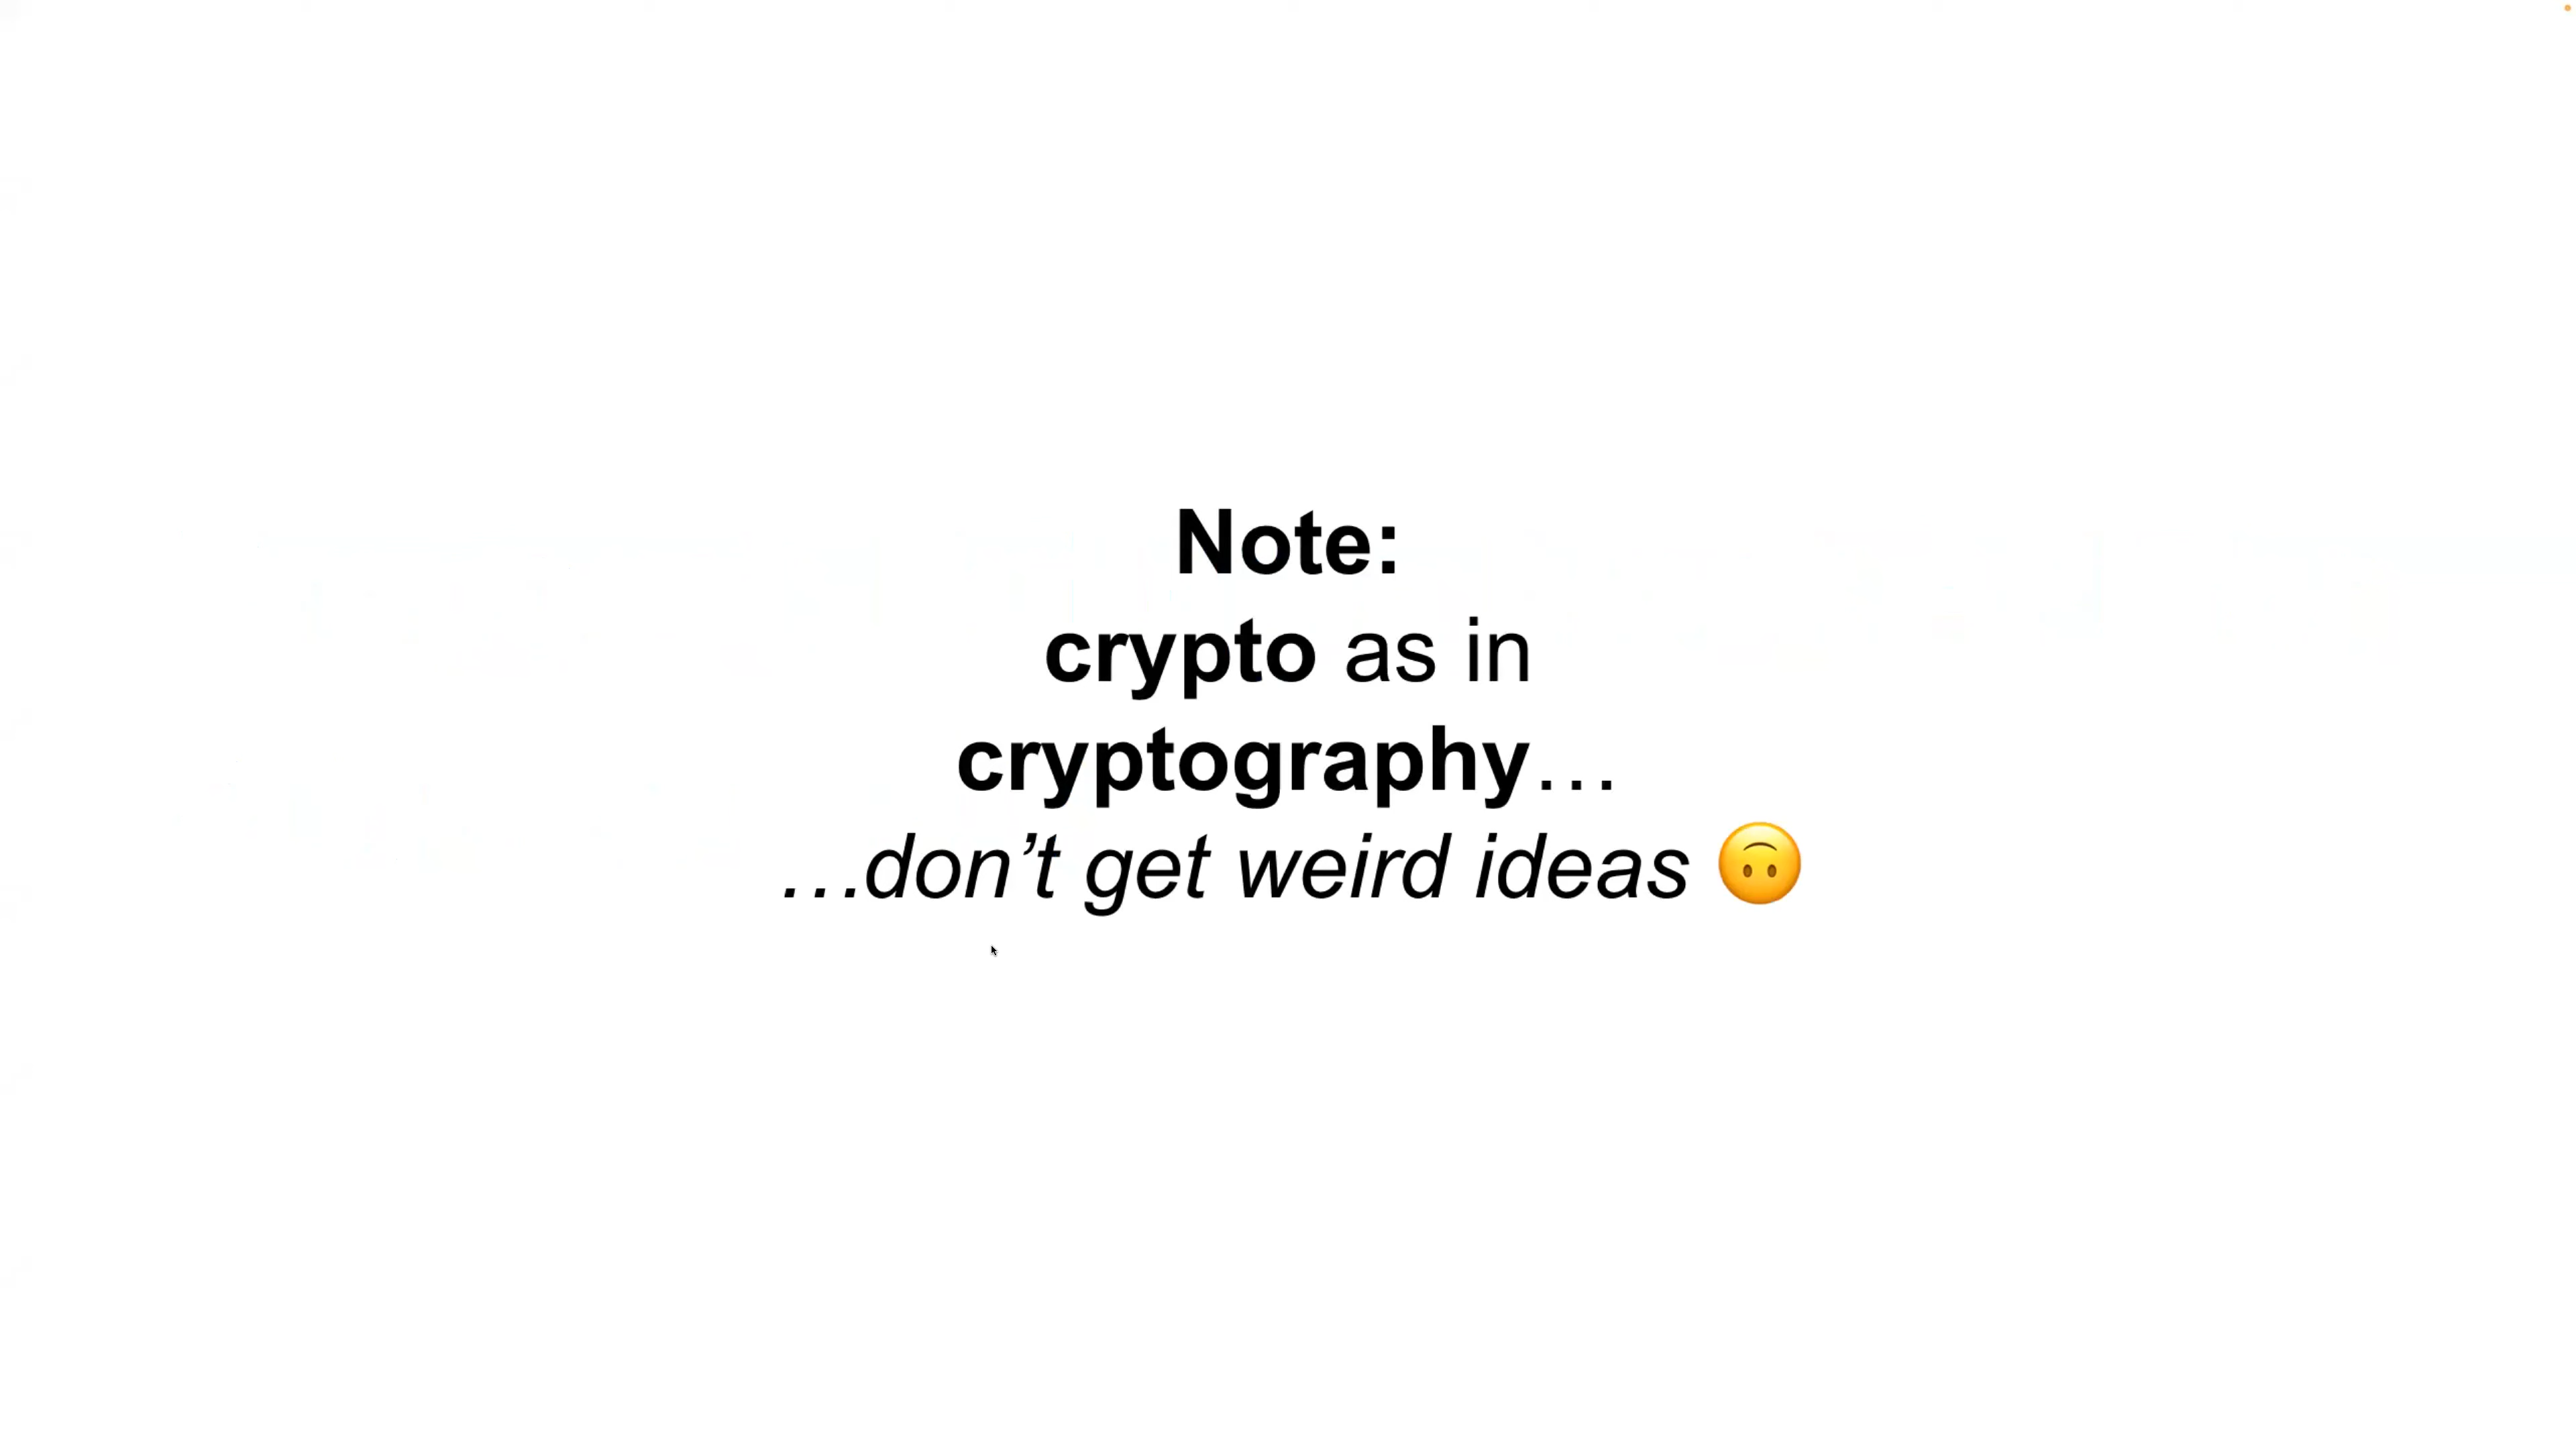 Note:
crypto as in
cryptography…
…don’t get weird ideas 🙃